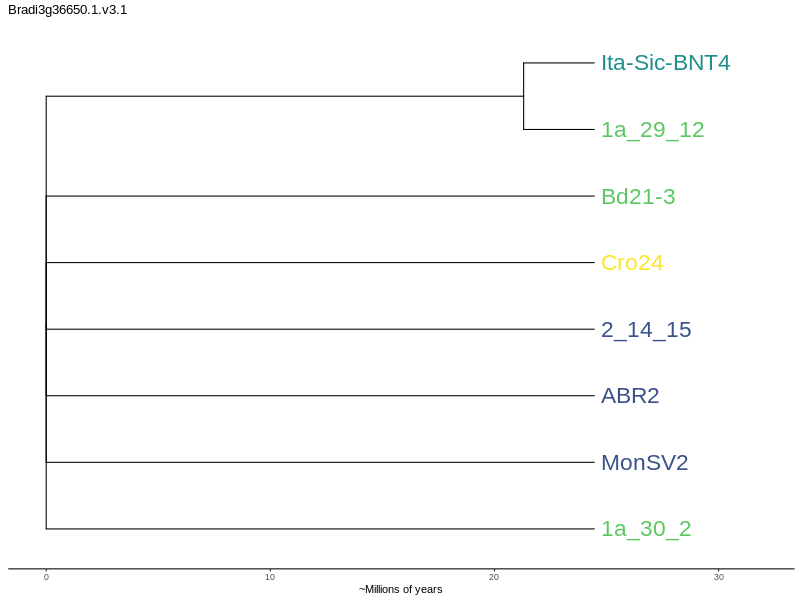 Bradi3g36650.1.v3.1
Ita-Sic-BNT4
1a_29_12
Bd21-3
Cro24
2_14_15
ABR2
MonSV2
1a_30_2
0 10 20 30
~Millions of years